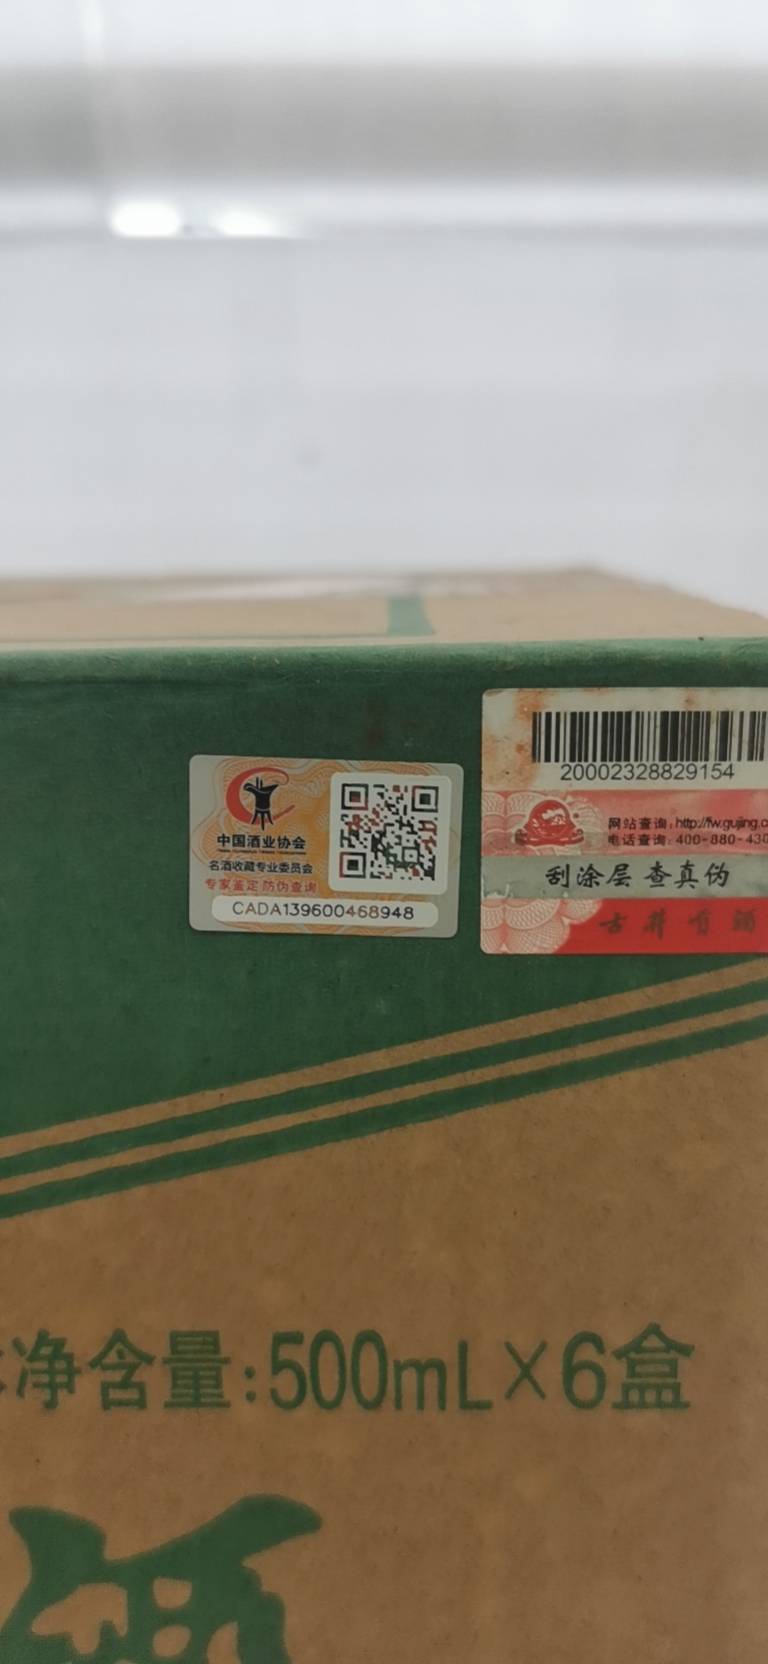 中国酒业协会
名酒收藏专业委员会
专家鉴定 防伪查询
CADA139600468948
20002328829154
网站查询:http://fw.gujing.c
电话查询:400-880-430
刮涂层 查真伪
古井贡酒
净含量:500mL×6盒
酒